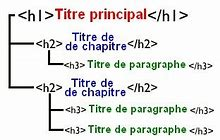 <h1>Titre principal</h1>
<h2> Titre de </h2>
de chapitre
<h3> Titre de paragraphe </h3>
<h2> Titre de </h2>
de chapitre
<h3> Titre de paragraphe </h3>
<h3> Titre de paragraphe </h3>